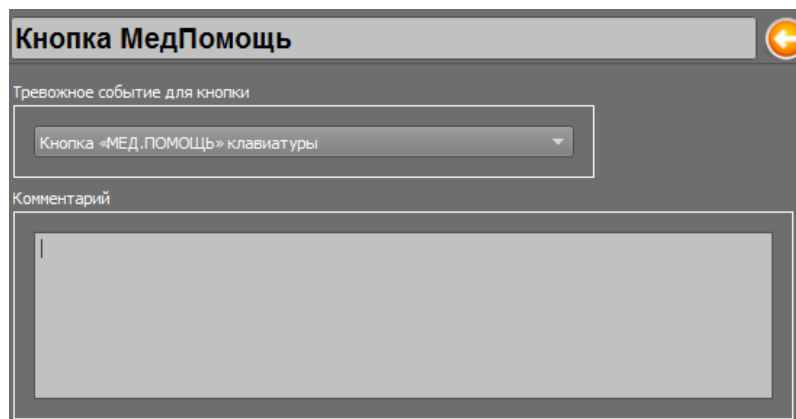 Кнопка МедПомощь
Тревожное событие для кнопки
Кнопка «МЕД.ПОМОЩЬ» клавиатуры
Комментарий